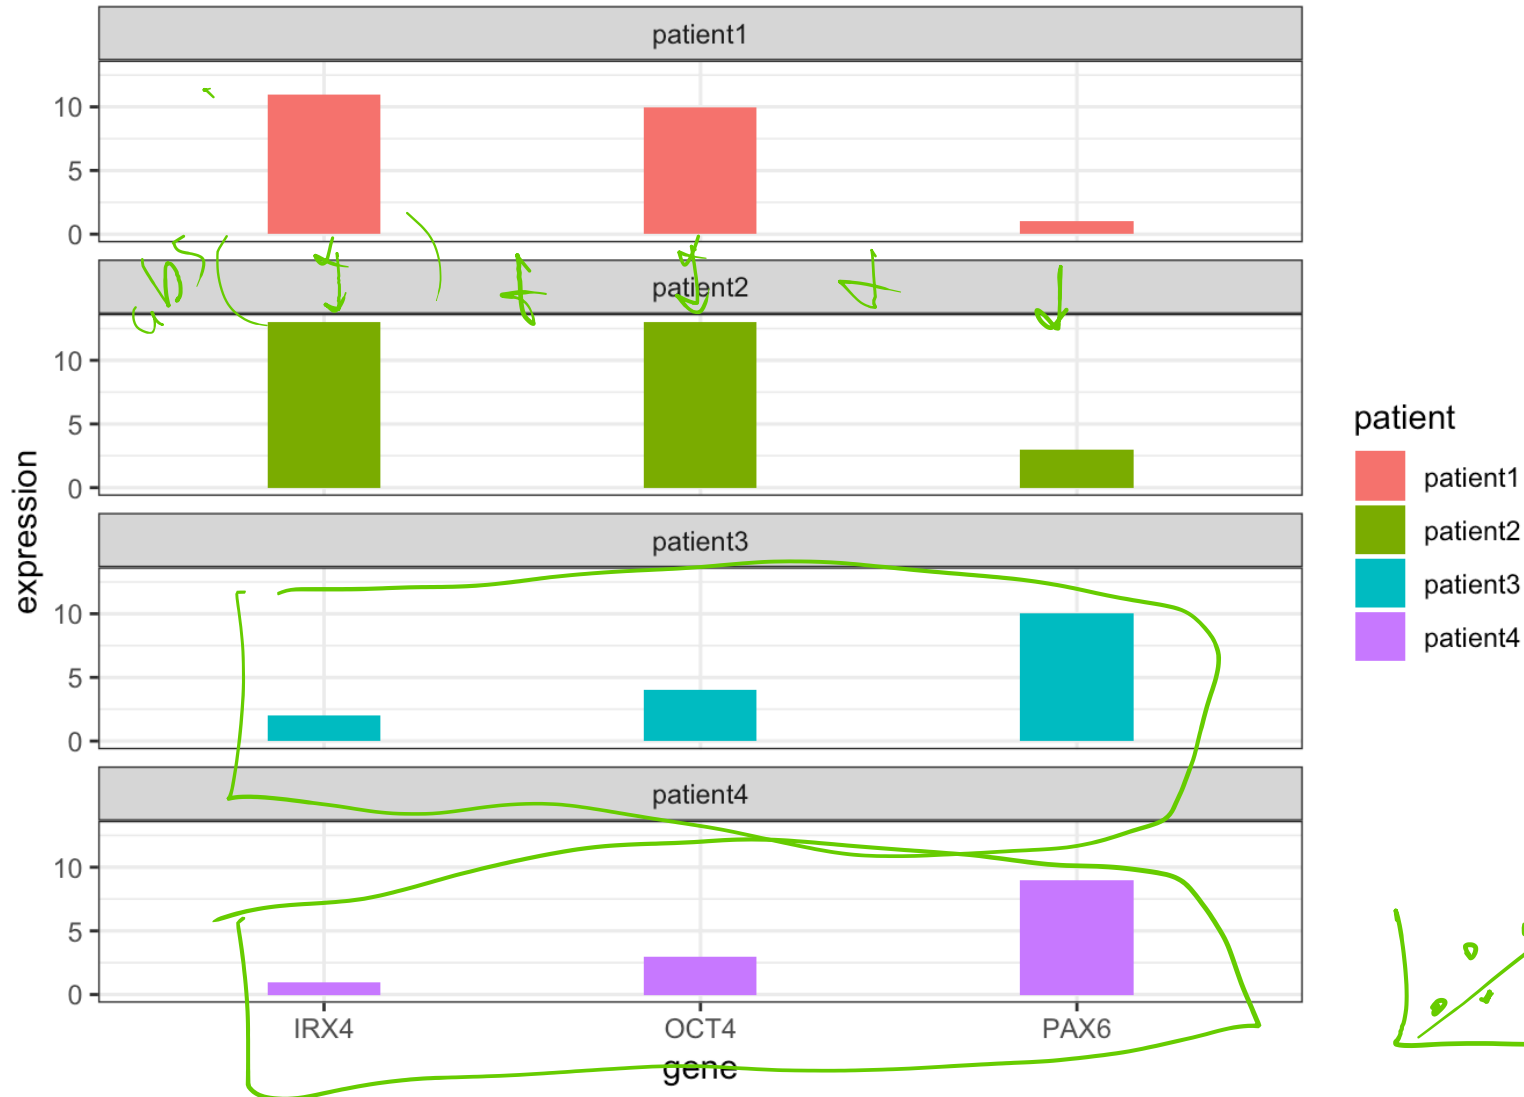 patient1
10
5
0
abs ( + + + )
patient2
10
5
0
expression
patient
patient1
patient2
patient3
patient4
patient3
10
5
0
patient4
10
5
0
IRX4
OCT4
PAX6
gene